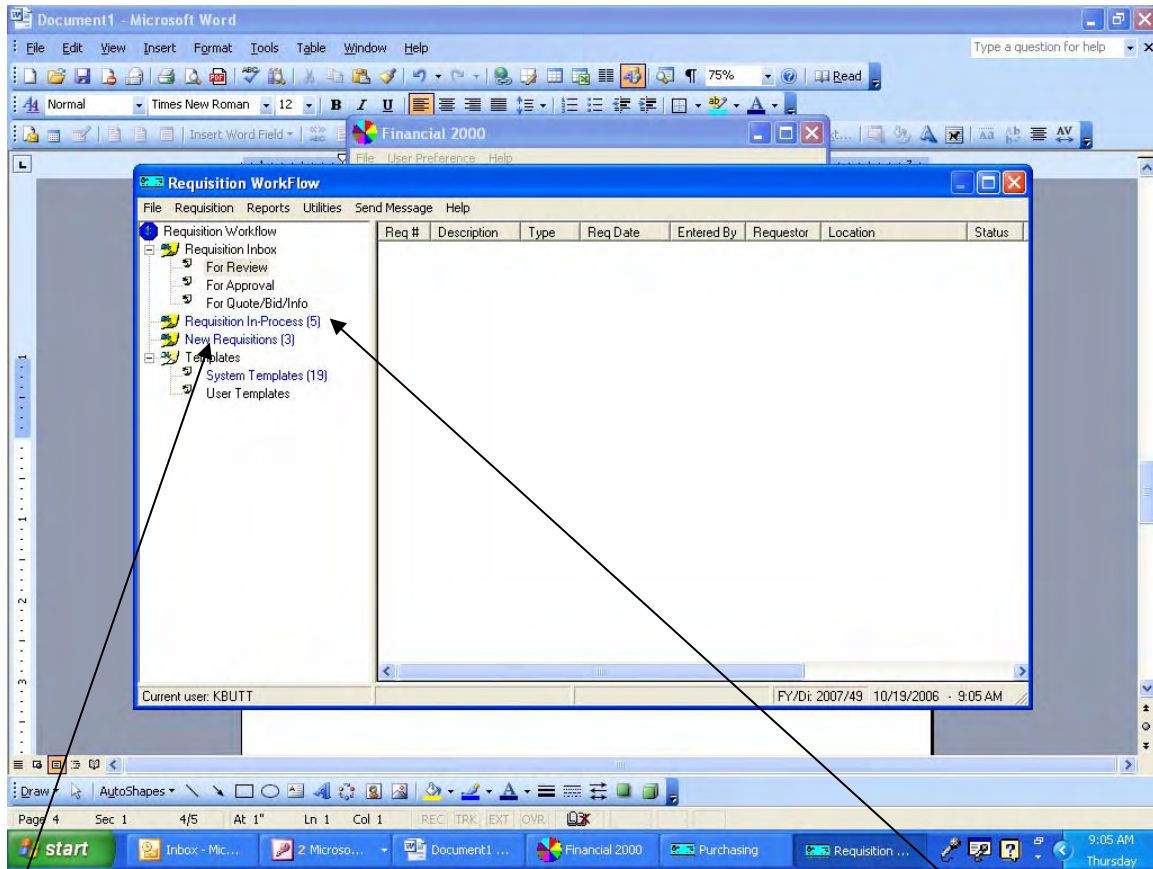 Document1 - Microsoft Word
File Edit View Insert Format Tools Table Window Help
Type a question for help
75% Read
Normal Times New Roman 12 B I U
Insert Word Field
Financial 2000
File User Preference Help
Requisition WorkFlow
File Requisition Reports Utilities Send Message Help
Requisition Workflow
Requisition Inbox
For Review
For Approval
For Quote/Bid/Info
Requisition In-Process (5)
New Requisitions (3)
Templates
System Templates (19)
User Templates
Req # Description Type Req Date Entered By Requestor Location Status
Current user: KBUTT
FY/Di: 2007/49 10/19/2006 - 9:05 AM
Draw AutoShapes
Page 4 Sec 1 4/5 At 1" Ln 1 Col 1 REC TRK EXT OVR
start Inbox - Mic... 2 Microso... Document1 ... Financial 2000 Purchasing Requisition ... 9:05 AM
Thursday